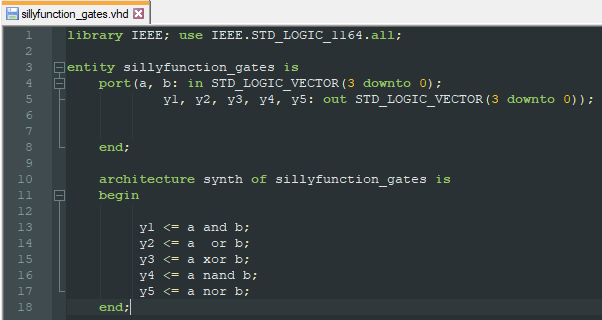 sillyfunction_gates.vhd
1 library IEEE; use IEEE.STD_LOGIC_1164.all;
2
3 entity sillyfunction_gates is
4 port(a, b: in STD_LOGIC_VECTOR(3 downto 0);
5 y1, y2, y3, y4, y5: out STD_LOGIC_VECTOR(3 downto 0));
6
7
8 end;
9
10 architecture synth of sillyfunction_gates is
11 begin
12
13 y1 <= a and b;
14 y2 <= a  or b;
15 y3 <= a xor b;
16 y4 <= a nand b;
17 y5 <= a nor b;
18 end;